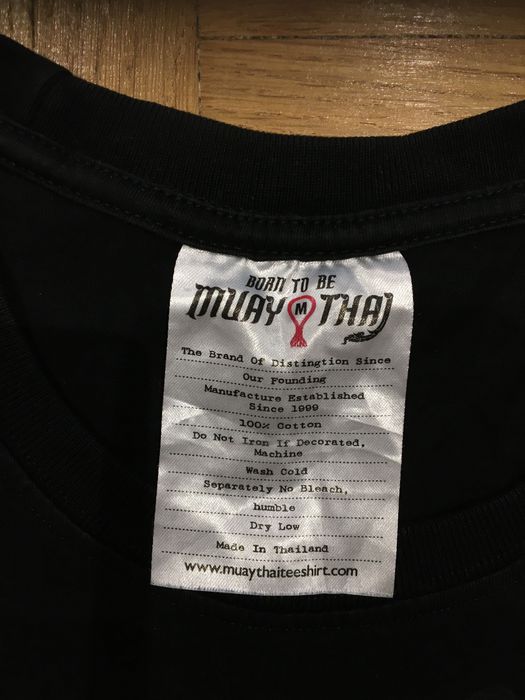 BORN TO BE
MUAY M THAI
The Brand Of Distingtion Since
Our Founding
Manufacture Established
Since 1999
100% Cotton
Do Not Iron If Decorated,
Machine
Wash Cold
Separately No Bleach,
humble
Dry Low
Made In Thailand
www.muaythaiteeshirt.com